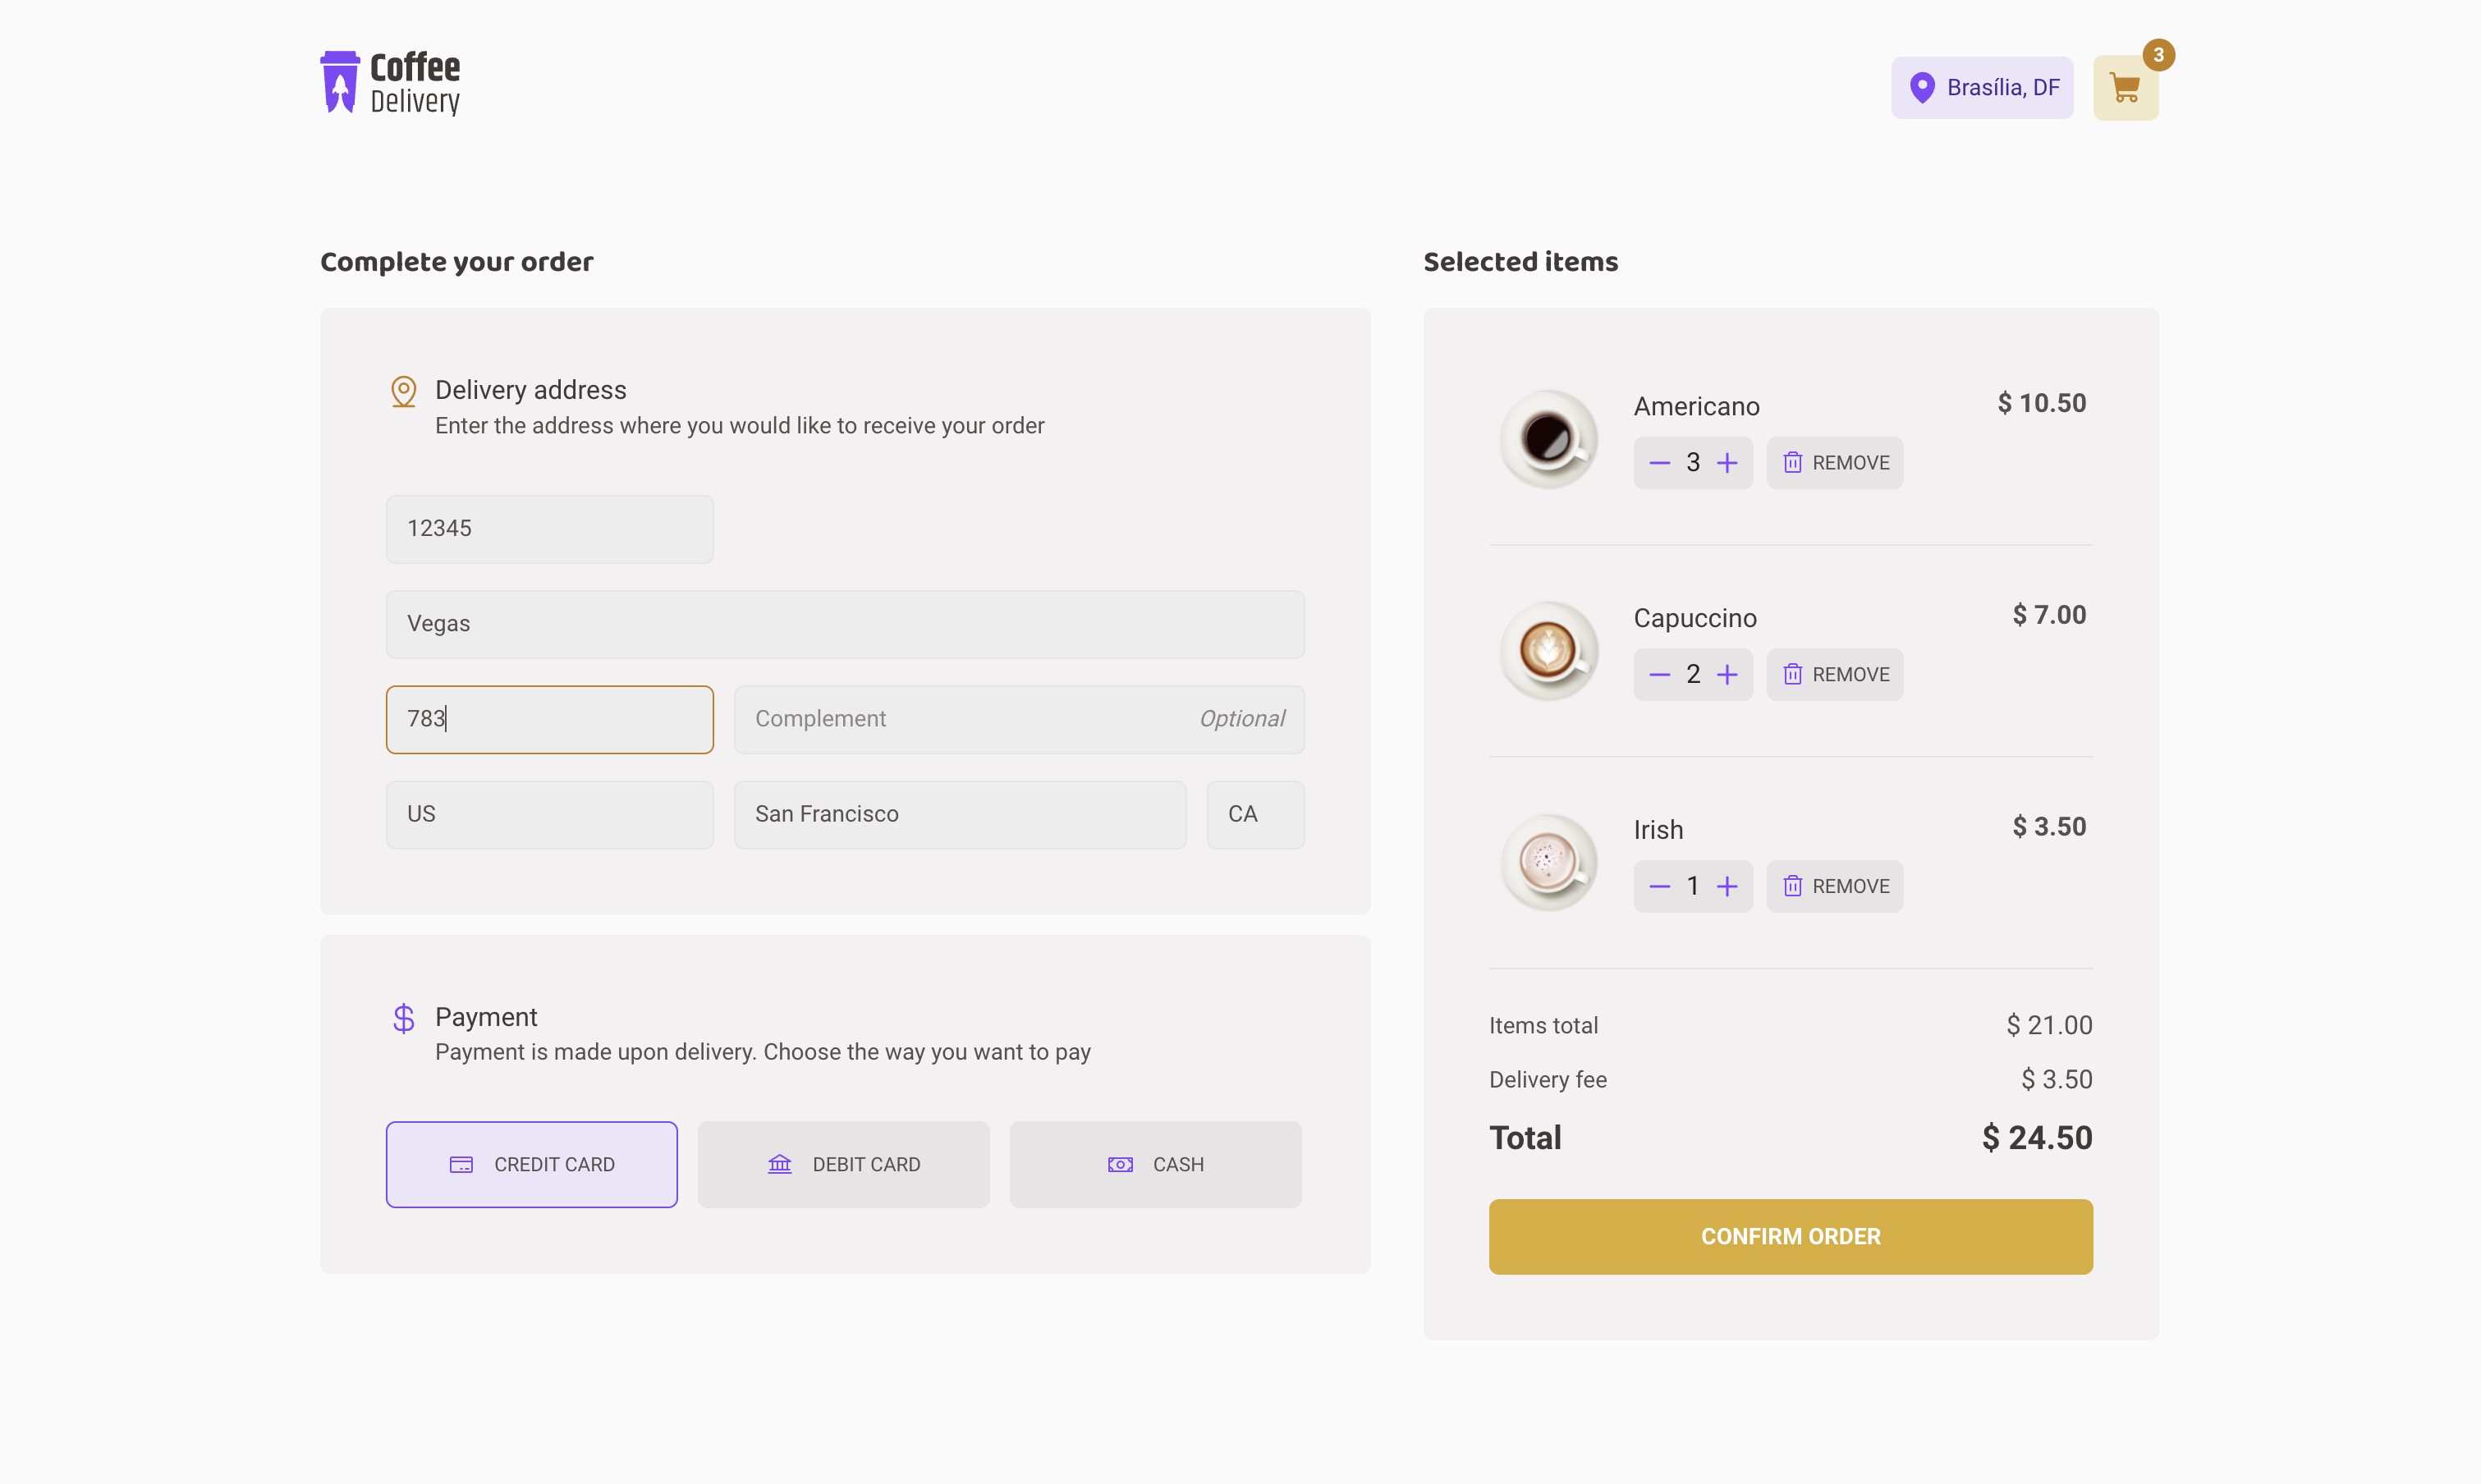 Coffee
Delivery
Brasília, DF
3
Complete your order
Delivery address
Enter the address where you would like to receive your order
12345
Vegas
783
Complement Optional
US
San Francisco
CA
Payment
Payment is made upon delivery. Choose the way you want to pay
CREDIT CARD
DEBIT CARD
CASH
Selected items
Americano $ 10.50
3 REMOVE
Capuccino $ 7.00
2 REMOVE
Irish $ 3.50
1 REMOVE
Items total $ 21.00
Delivery fee $ 3.50
Total $ 24.50
CONFIRM ORDER